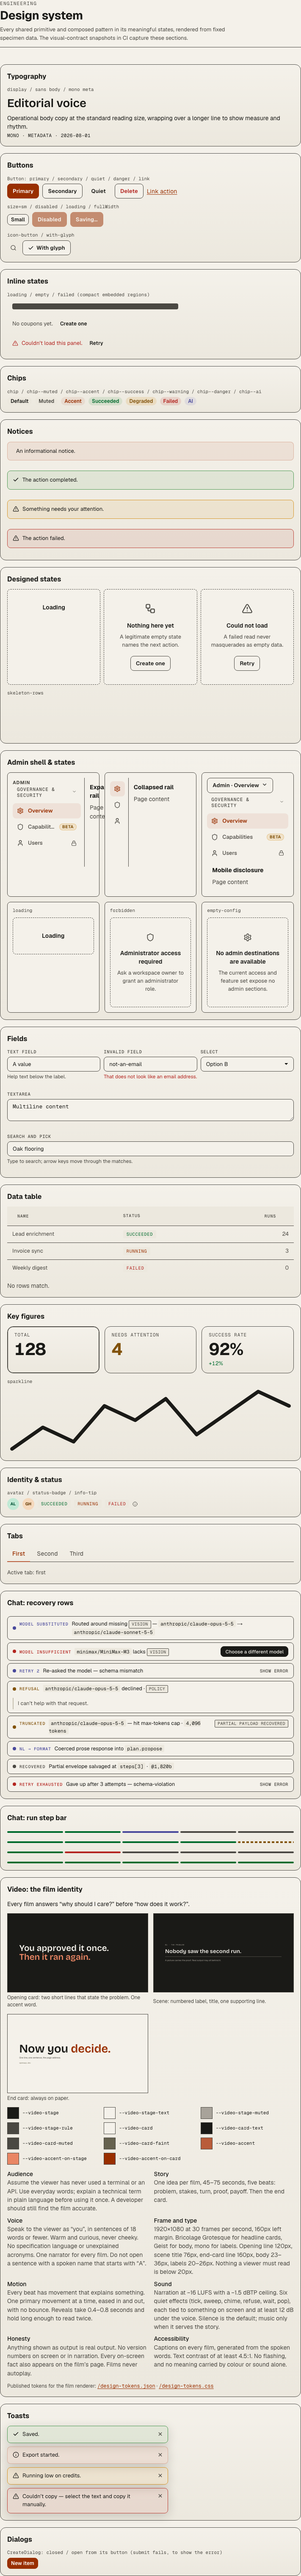 ENGINEERING
Design system
Every shared primitive and composed pattern in its meaningful states, rendered from fixed
specimen data. The visual-contract snapshots in CI capture these sections.
Typography
display / sans body / mono meta
Editorial voice
Operational body copy at the standard reading size, wrapping over a longer line to show measure and
rhythm.
MONO · METADATA · 2026-08-01
Buttons
Button: primary / secondary / quiet / danger / link
Primary Secondary Quiet Delete Link action
size=sm / disabled / loading / fullWidth
Small Disabled Saving…
icon-button / with-glyph
With glyph
Inline states
loading / empty / failed (compact embedded regions)
No coupons yet. Create one
Couldn't load this panel. Retry
Chips
chip / chip--muted / chip--accent / chip--success / chip--warning / chip--danger / chip--ai
Default Muted Accent Succeeded Degraded Failed AI
Notices
An informational notice.
The action completed.
Something needs your attention.
The action failed.
Designed states
Loading
Nothing here yet
A legitimate empty state
names the next action.
Create one
Could not load
A failed read never
masquerades as empty data.
Retry
skeleton-rows
Admin shell & states
ADMIN
GOVERNANCE &
SECURITY
Overview
Capabilit… BETA
Users
Expa
rail
Page
conte
Collapsed rail
Page content
Admin · Overview
GOVERNANCE &
SECURITY
Overview
Capabilities BETA
Users
Mobile disclosure
Page content
loading
Loading
forbidden
Administrator access
required
Ask a workspace owner to
grant an administrator
role.
empty-config
No admin destinations
are available
The current access and
feature set expose no
admin sections.
Fields
TEXT FIELD
A value
Help text below the label.
INVALID FIELD
not-an-email
That does not look like an email address.
SELECT
Option B
TEXTAREA
Multiline content
SEARCH AND PICK
Oak flooring
Type to search; arrow keys move through the matches.
Data table
NAME STATUS RUNS
Lead enrichment SUCCEEDED 24
Invoice sync RUNNING 3
Weekly digest FAILED 0
No rows match.
Key figures
TOTAL
128
NEEDS ATTENTION
4
SUCCESS RATE
92%
+12%
sparkline
Identity & status
avatar / status-badge / info-tip
AL GH SUCCEEDED RUNNING FAILED
Tabs
First Second Third
Active tab: first
Chat: recovery rows
MODEL SUBSTITUTED Routed around missing VISION — anthropic/claude-opus-5-5 →
anthropic/claude-sonnet-5-5
MODEL INSUFFICIENT minimax/MiniMax-M3 lacks VISION Choose a different model
RETRY 2 Re-asked the model — schema mismatch SHOW ERROR
REFUSAL anthropic/claude-opus-5-5 declined · POLICY
I can't help with that request.
TRUNCATED anthropic/claude-opus-5-5 — hit max-tokens cap · 4,096 PARTIAL PAYLOAD RECOVERED
tokens
NL → FORMAT Coerced prose response into plan.propose
RECOVERED Partial envelope salvaged at steps[3] · @1,820b
RETRY EXHAUSTED Gave up after 3 attempts — schema-violation SHOW ERROR
Chat: run step bar
Video: the film identity
Every film answers "why should I care?" before "how does it work?".
You approved it once.
Then it ran again.
Opening card: two short lines that state the problem. One
accent word.
Nobody saw the second run.
Scene: numbered label, title, one supporting line.
Now you decide.
End card: always on paper.
--video-stage --video-stage-text --video-stage-muted
--video-stage-rule --video-card --video-card-text
--video-card-muted --video-card-faint --video-accent
--video-accent-on-stage --video-accent-on-card
Audience
Assume the viewer has never used a terminal or an
API. Use everyday words; explain a technical term
in plain language before using it once. A developer
should still find the film accurate.
Story
One idea per film, 45–75 seconds, five beats:
problem, stakes, turn, proof, payoff. Then the end
card.
Voice
Speak to the viewer as "you", in sentences of 18
words or fewer. Warm and curious, never cheeky.
No specification language or unexplained
acronyms. One narrator for every film. Do not open
a sentence with a spoken name that starts with "A".
Frame and type
1920×1080 at 30 frames per second, 160px left
margin. Bricolage Grotesque for headlines, Geist for
body, Geist Mono for labels. Opening line 120px,
scene title 76px, end-card line 160px, body 23–
36px, labels 20–26px. Nothing a viewer must read
is below 20px.
Motion
Every beat has movement that explains something.
One primary movement at a time, eased in and out,
with no bounce. Reveals take 0.4–0.8 seconds and
hold long enough to read twice.
Sound
Narration at −16 LUFS with a −1.5 dBTP ceiling. Six
quiet effects (tick, sweep, chime, refuse, wait, pop),
each tied to something on screen and at least 12 dB
under the voice. Silence is the default; music only
when it serves the story.
Honesty
Anything shown as output is real output. No version
numbers on screen or in narration. Every on-screen
fact also appears on the film's page. Films never
autoplay.
Accessibility
Captions on every film, generated from the spoken
words. Text contrast of at least 4.5:1. No flashing,
and no meaning carried by colour or sound alone.
Published tokens for the film renderer: /design-tokens.json · /design-tokens.css
Toasts
Saved.
Export started.
Running low on credits.
Couldn't copy — select the text and copy it
manually.
Dialogs
CreateDialog: closed / open from its button (submit fails, to show the error)
New item